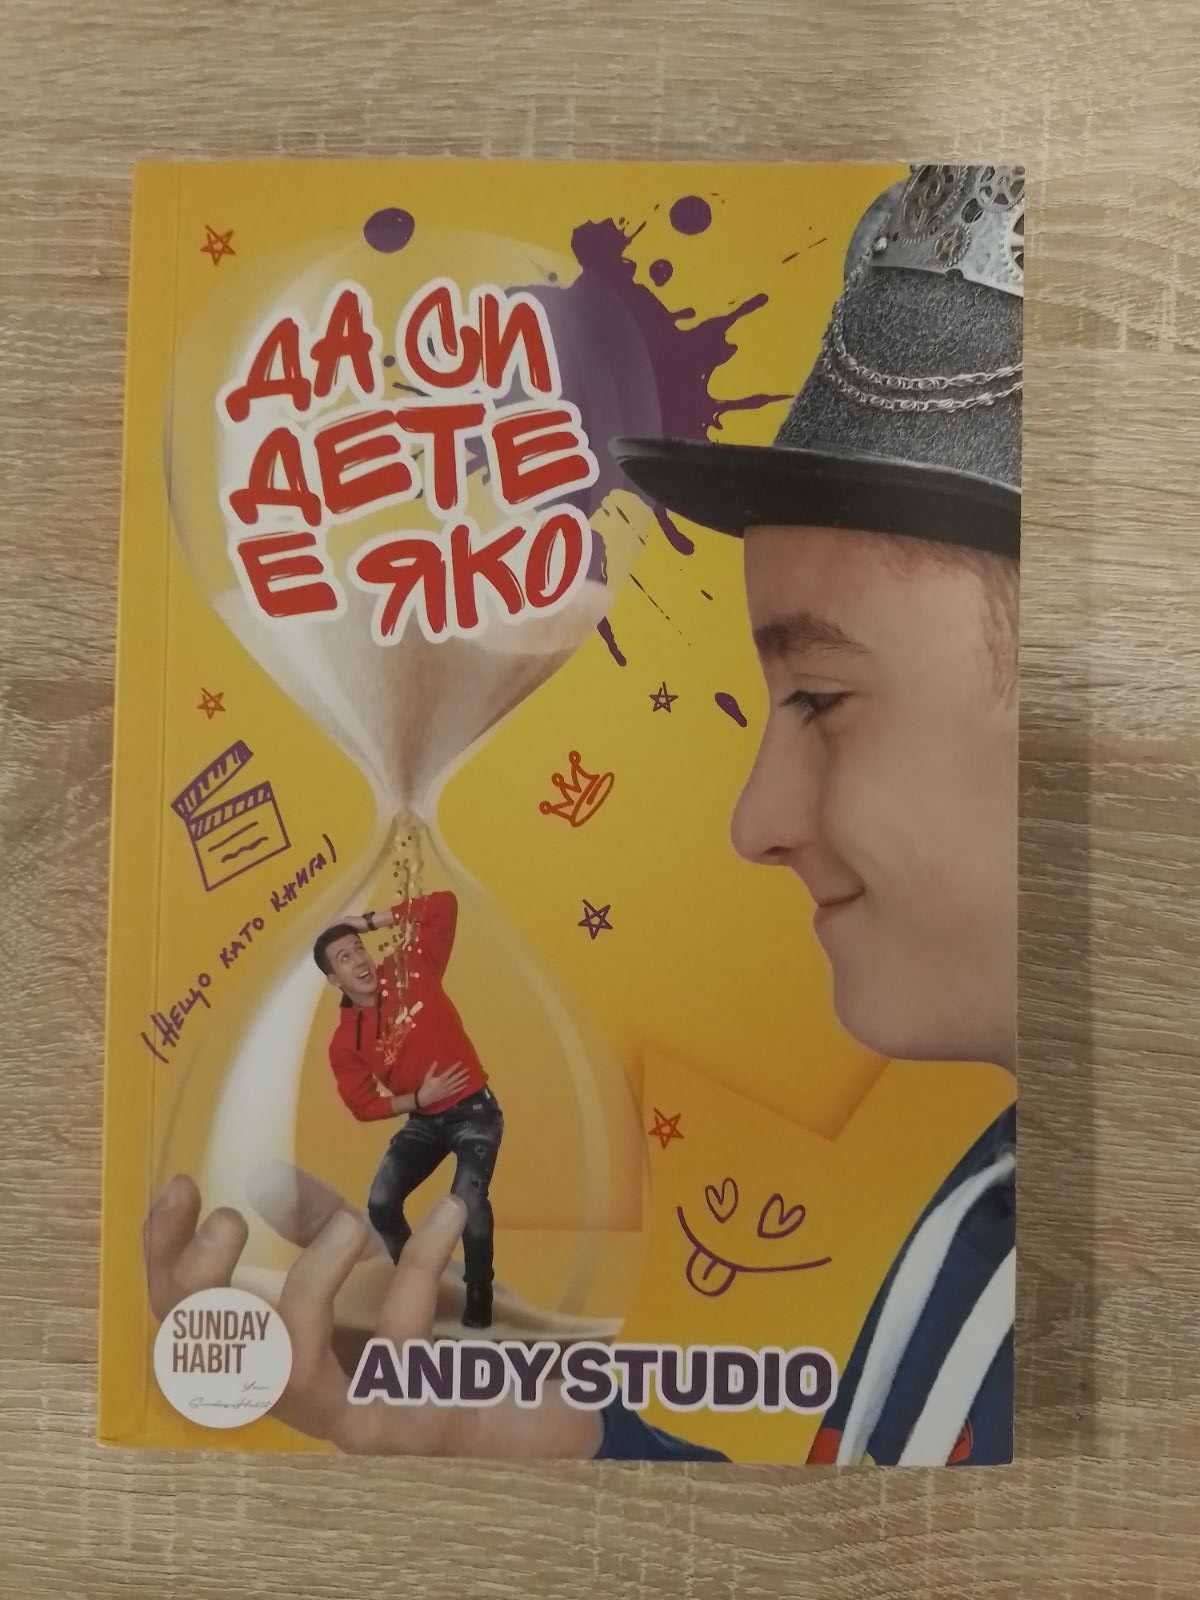 ДА СИ
ДЕТЕ
Е ЯКО
(НЕЩО КАТО КНИГА)
SUNDAY
HABIT
ANDY STUDIO